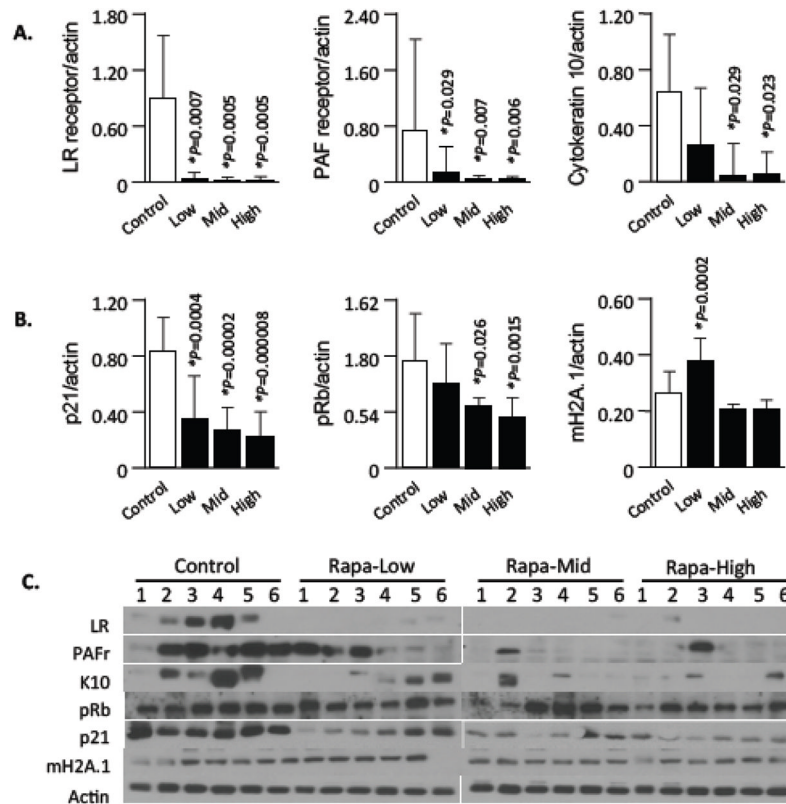 A.
LR receptor/actin
1.80
1.20
0.60
0
*P=0.0007
*P=0.0005
*P=0.0005
Control
Low
Mid
High
PAF receptor/actin
2.40
1.60
0.80
0
*P=0.029
*P=0.007
*P=0.006
Control
Low
Mid
High
Cytokeratin 10/actin
1.20
0.80
0.40
0
*P=0.029
*P=0.023
Control
Low
Mid
High
B.
p21/actin
1.20
0.80
0.40
0
*P=0.0004
*P=0.00002
*P=0.000008
Control
Low
Mid
High
pRb/actin
1.62
1.80
0.54
0
*P=0.026
*P=0.0015
Control
Low
Mid
High
mH2A.1/actin
0.60
0.40
0.20
0
*P=0.0002
Control
Low
Mid
High
C.
Control Rapa-Low Rapa-Mid Rapa-High
1 2 3 4 5 6 1 2 3 4 5 6 1 2 3 4 5 6 1 2 3 4 5 6
LR
PAFr
K10
pRb
p21
mH2A.1
Actin